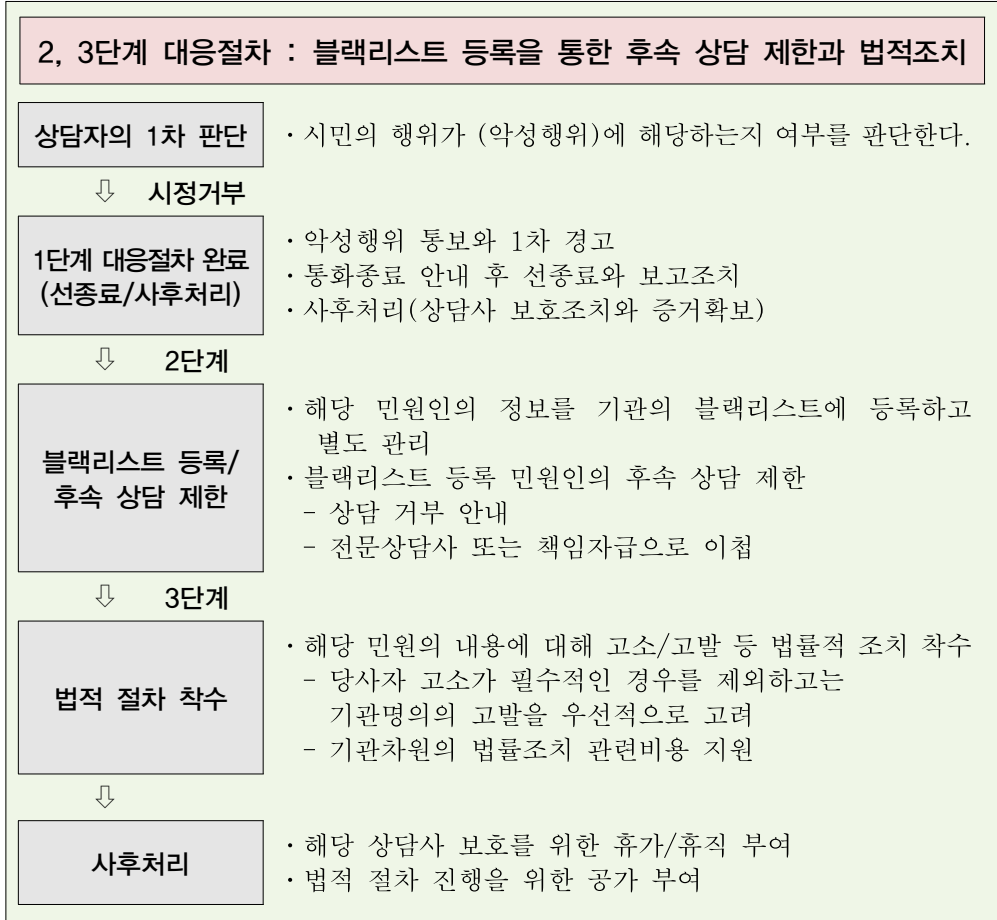 2, 3단계 대응절차 : 블랙리스트 등록을 통한 후속 상담 제한과 법적조치
상담자의 1차 판단
・시민의 행위가 (악성행위)에 해당하는지 여부를 판단한다.
⇩ 시정거부
1단계 대응절차 완료
(선종료/사후처리)
・악성행위 통보와 1차 경고
・통화종료 안내 후 선종료와 보고조치
・사후처리(상담사 보호조치와 증거확보)
⇩ 2단계
블랙리스트 등록/
후속 상담 제한
・해당 민원인의 정보를 기관의 블랙리스트에 등록하고
별도 관리
・블랙리스트 등록 민원인의 후속 상담 제한
- 상담 거부 안내
- 전문상담사 또는 책임자급으로 이첩
⇩ 3단계
법적 절차 착수
・해당 민원의 내용에 대해 고소/고발 등 법률적 조치 착수
- 당사자 고소가 필수적인 경우를 제외하고는
기관명의의 고발을 우선적으로 고려
- 기관차원의 법률조치 관련비용 지원
⇩
사후처리
・해당 상담사 보호를 위한 휴가/휴직 부여
・법적 절차 진행을 위한 공가 부여